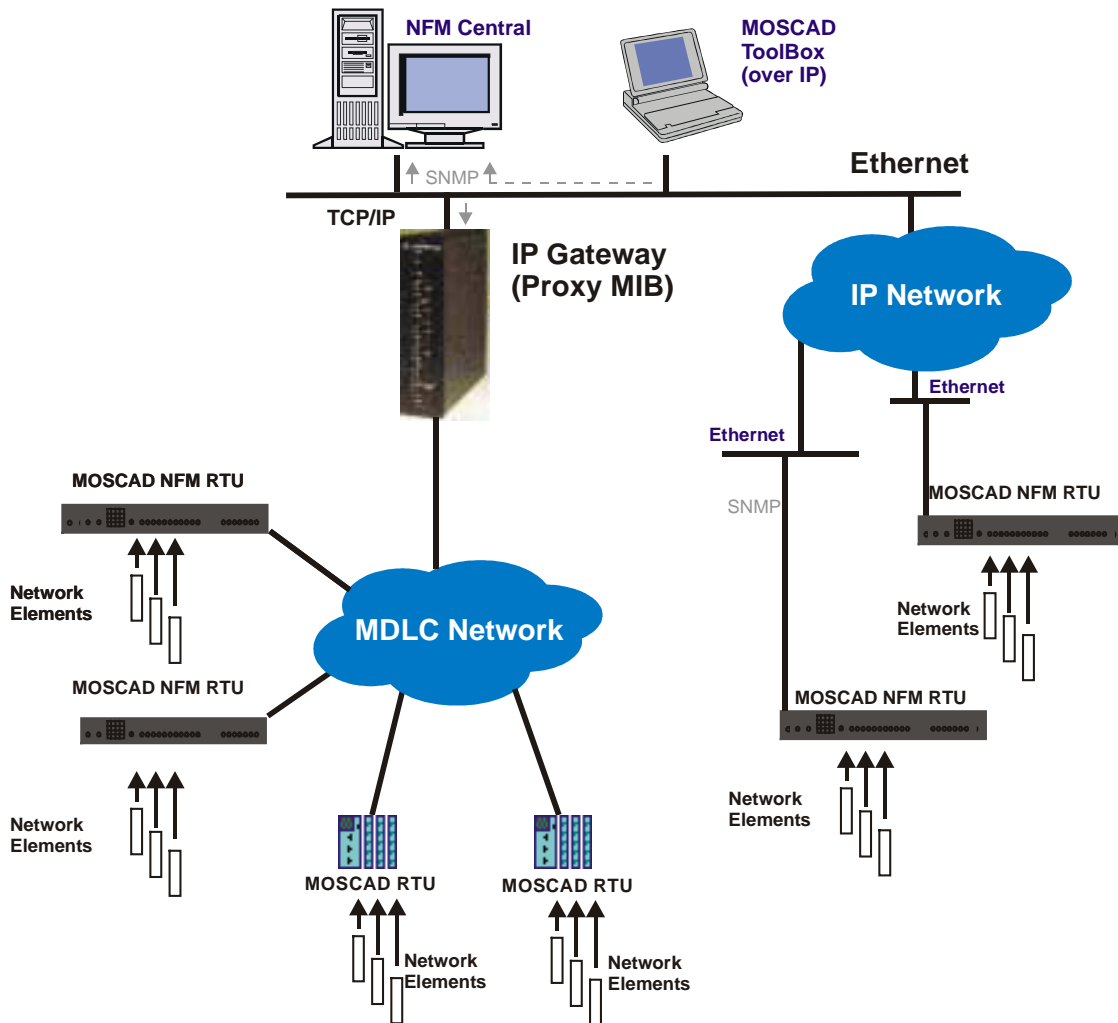 NFM Central
MOSCAD
ToolBox
(over IP)
SNMP
Ethernet
TCP/IP
IP Gateway
(Proxy MIB)
IP Network
Ethernet
Ethernet
MOSCAD NFM RTU
MOSCAD NFM RTU
SNMP
Network
Elements
Network
Elements
MDLC Network
MOSCAD NFM RTU
MOSCAD NFM RTU
Network
Elements
Network
Elements
MOSCAD RTU
MOSCAD RTU
Network
Elements
Network
Elements